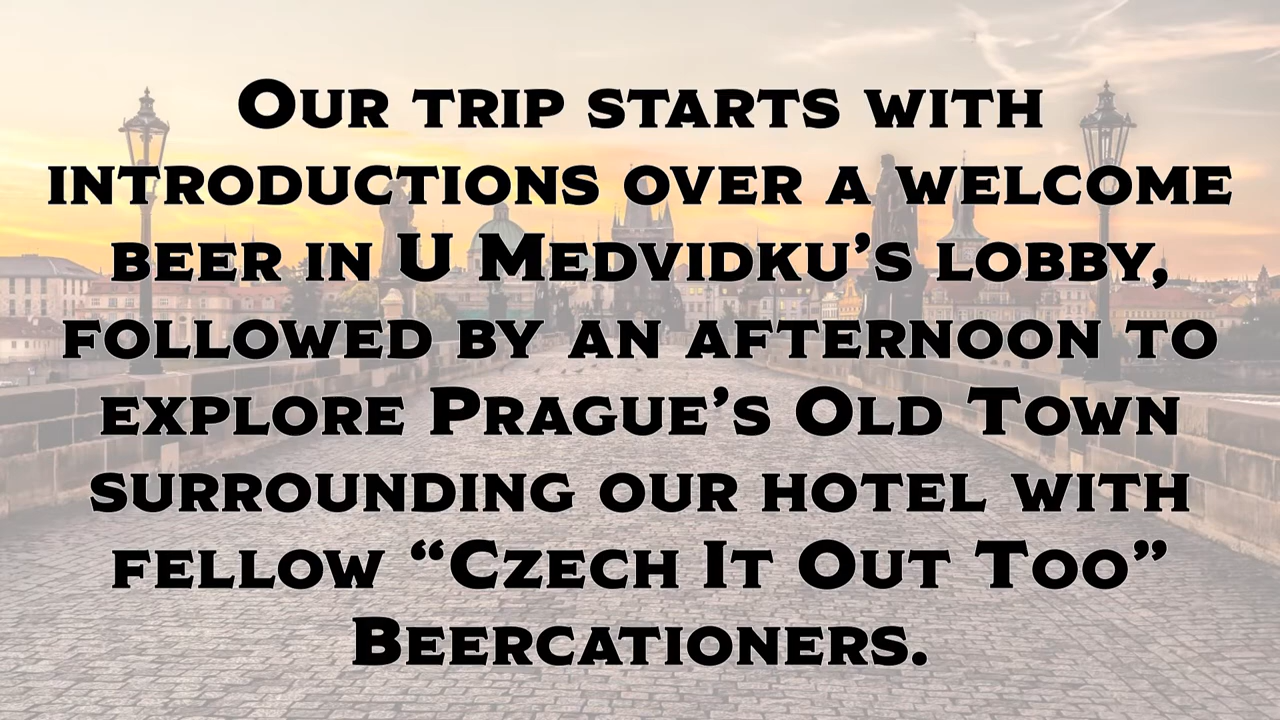 Our trip starts with
introductions over a welcome
beer in U Medvidku’s lobby,
followed by an afternoon to
explore Prague’s Old Town
surrounding our hotel with
fellow “Czech It Out Too”
Beercationers.